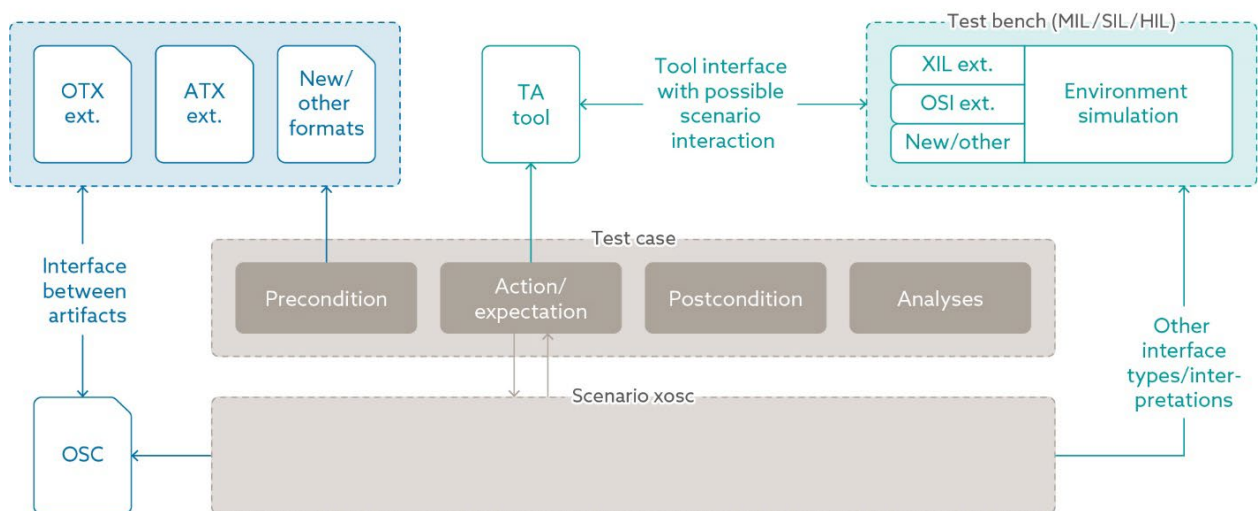 Test bench (MIL/SIL/HIL)
OTX
ext.
ATX
ext.
New/
other
formats
TA
tool
Tool interface
with possible
scenario
interaction
XIL ext.
OSI ext.
New/other
Environment
simulation
Test case
Interface
between
artifacts
Precondition
Action/
expectation
Postcondition
Analyses
Other
interface
types/inter-
pretations
Scenario xosc
OSC